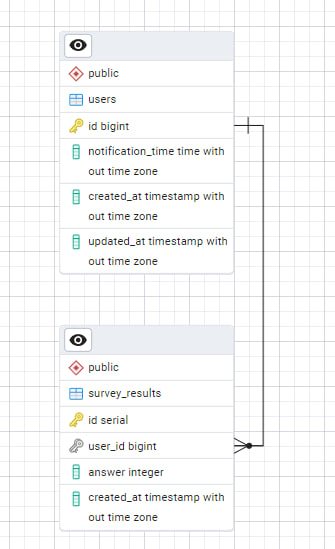 public
users
id bigint
notification_time time with
out time zone
created_at timestamp with
out time zone
updated_at timestamp with
out time zone
public
survey_results
id serial
user_id bigint
answer integer
created_at timestamp with
out time zone